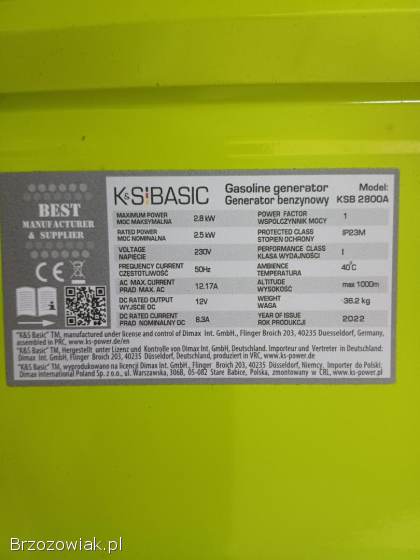 BEST
MANUFACTURER
& SUPPLIER
K&S BASIC
Gasoline generator
Generator benzynowy
Model:
KSB 2800A
MAXIMUM POWER
MOC MAKSYMALNA
2.8 kW
POWER FACTOR
WSPÓŁCZYNNIK MOCY
1
RATED POWER
MOC NOMINALNA
2.5 kW
PROTECTED CLASS
STOPIEŃ OCHRONY
IP23M
VOLTAGE
NAPIĘCIE
230V
PERFORMANCE CLASS
KLASA WYDAJNOŚCI
FREQUENCY CURRENT
CZĘSTOTLIWOŚĆ
50Hz
AMBIENCE
TEMPERATURA
40°C
AC MAX. CURRENT
PRĄD MAX. AC
12.17A
ALTITUDE
WYSOKOŚĆ
max 1000m
DC RATED OUTPUT
WYJŚCIE DC
12V
WEIGHT
WAGA
36.2 kg
DC RATED CURRENT
PRĄD NOMINALNY DC
8.3A
YEAR OF ISSUE
ROK PRODUKCJI
2022
CE
"K&S Basic" TM, manufactured under license and control of Dimax Int. GmbH, Flinger Broich 203, 40235 Duesseldorf, Germany,
assembled in PRC, www.ks-power.de/en
"K&S Basic" TM, Hergestellt unter Lizenz und Kontrolle von Dimax Int. GmbH, Deutschland,
Dimax Int. GmbH, Flinger Broich 203, 40235 Düsseldorf, Deutschland, produziert in VRC, www.ks-power.de
"K&S Basic" TM, wyprodukowano na licencji Dimax Int. GmbH, Flinger Broich 203, 40235 Düsseldorf, Niemcy, Importer do Polski:
Dimax International Poland Sp. z o.o., ul. Warszawska, 306B, 05-082 Stare Babice, Polska, zmontowany w CRL, www.ks-power.pl
Brzozowiak.pl